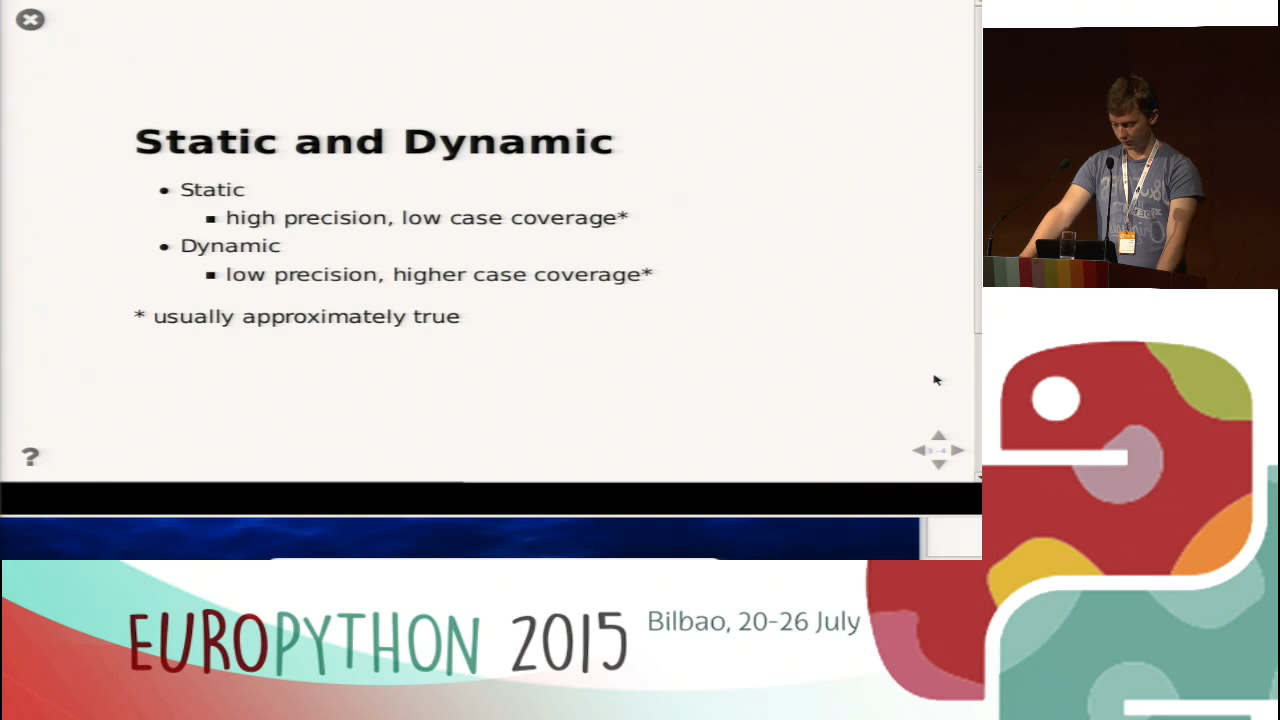 Static and Dynamic
• Static
▪ high precision, low case coverage*
• Dynamic
▪ low precision, higher case coverage*
* usually approximately true
?
EUROPYTHON 2015
Bilbao, 20-26 July